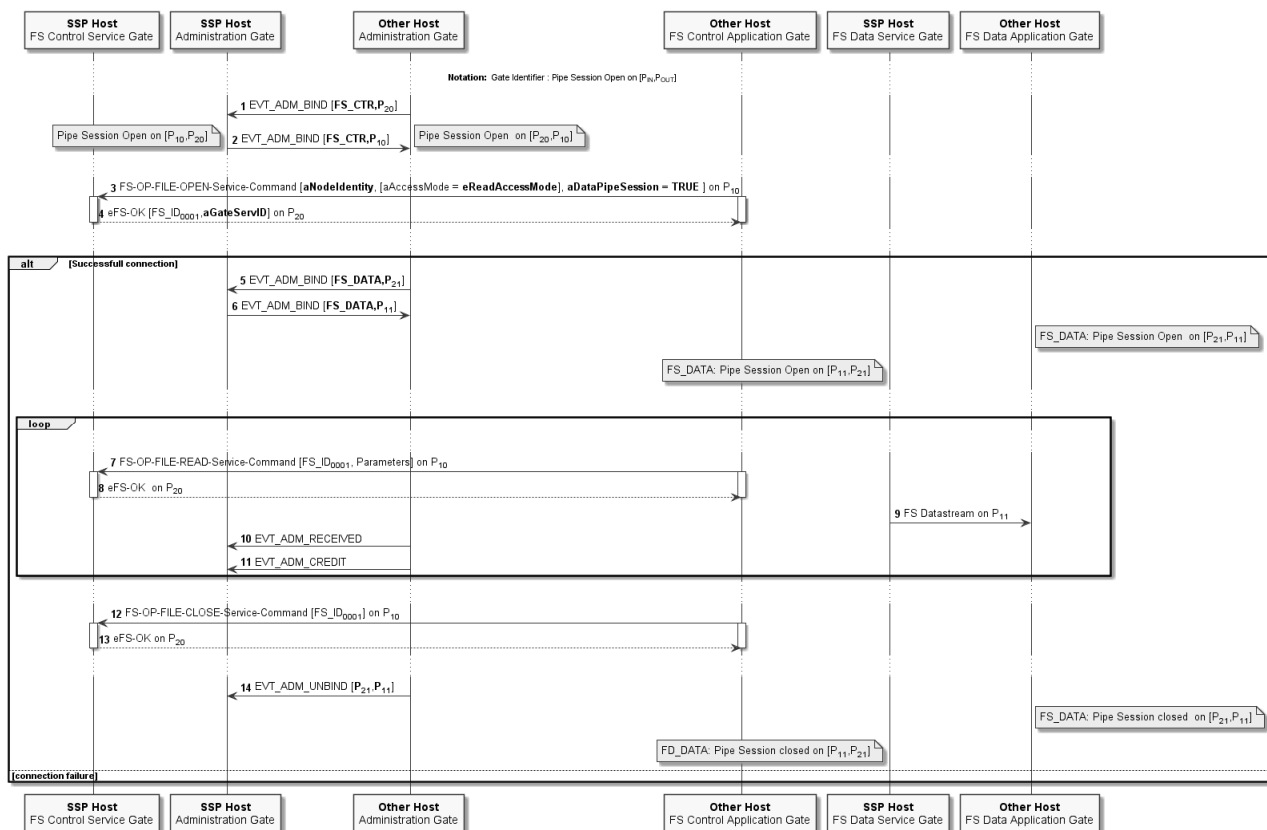 SSP Host
FS Control Service Gate
SSP Host
Administration Gate
Other Host
Administration Gate
Other Host
FS Control Application Gate
SSP Host
FS Data Service Gate
Other Host
FS Data Application Gate
Notation: Gate Identifier : Pipe Session Open on [PIN,POUT]
1 EVT_ADM_BIND [FS_CTR,P20]
Pipe Session Open on [P10,P20]
2 EVT_ADM_BIND [FS_CTR,P10]
Pipe Session Open on [P20,P10]
3 FS-OP-FILE-OPEN-Service-Command [aNodeIdentity, [aAccessMode = eReadAccessMode], aDataPipeSession = TRUE ] on P10
4 eFS-OK [FS_ID0001,aGateServID] on P20
alt [Successfull connection]
5 EVT_ADM_BIND [FS_DATA,P21]
6 EVT_ADM_BIND [FS_DATA,P11]
FS_DATA: Pipe Session Open on [P21,P11]
FS_DATA: Pipe Session Open on [P11,P21]
loop
7 FS-OP-FILE-READ-Service-Command [FS_ID0001, Parameters] on P10
8 eFS-OK on P20
9 FS Datastream on P11
10 EVT_ADM_RECEIVED
11 EVT_ADM_CREDIT
12 FS-OP-FILE-CLOSE-Service-Command [FS_ID0001] on P10
13 eFS-OK on P20
14 EVT_ADM_UNBIND [P21,P11]
FS_DATA: Pipe Session closed on [P21,P11]
FD_DATA: Pipe Session closed on [P11,P21]
[connection failure]
SSP Host
FS Control Service Gate
SSP Host
Administration Gate
Other Host
Administration Gate
Other Host
FS Control Application Gate
SSP Host
FS Data Service Gate
Other Host
FS Data Application Gate